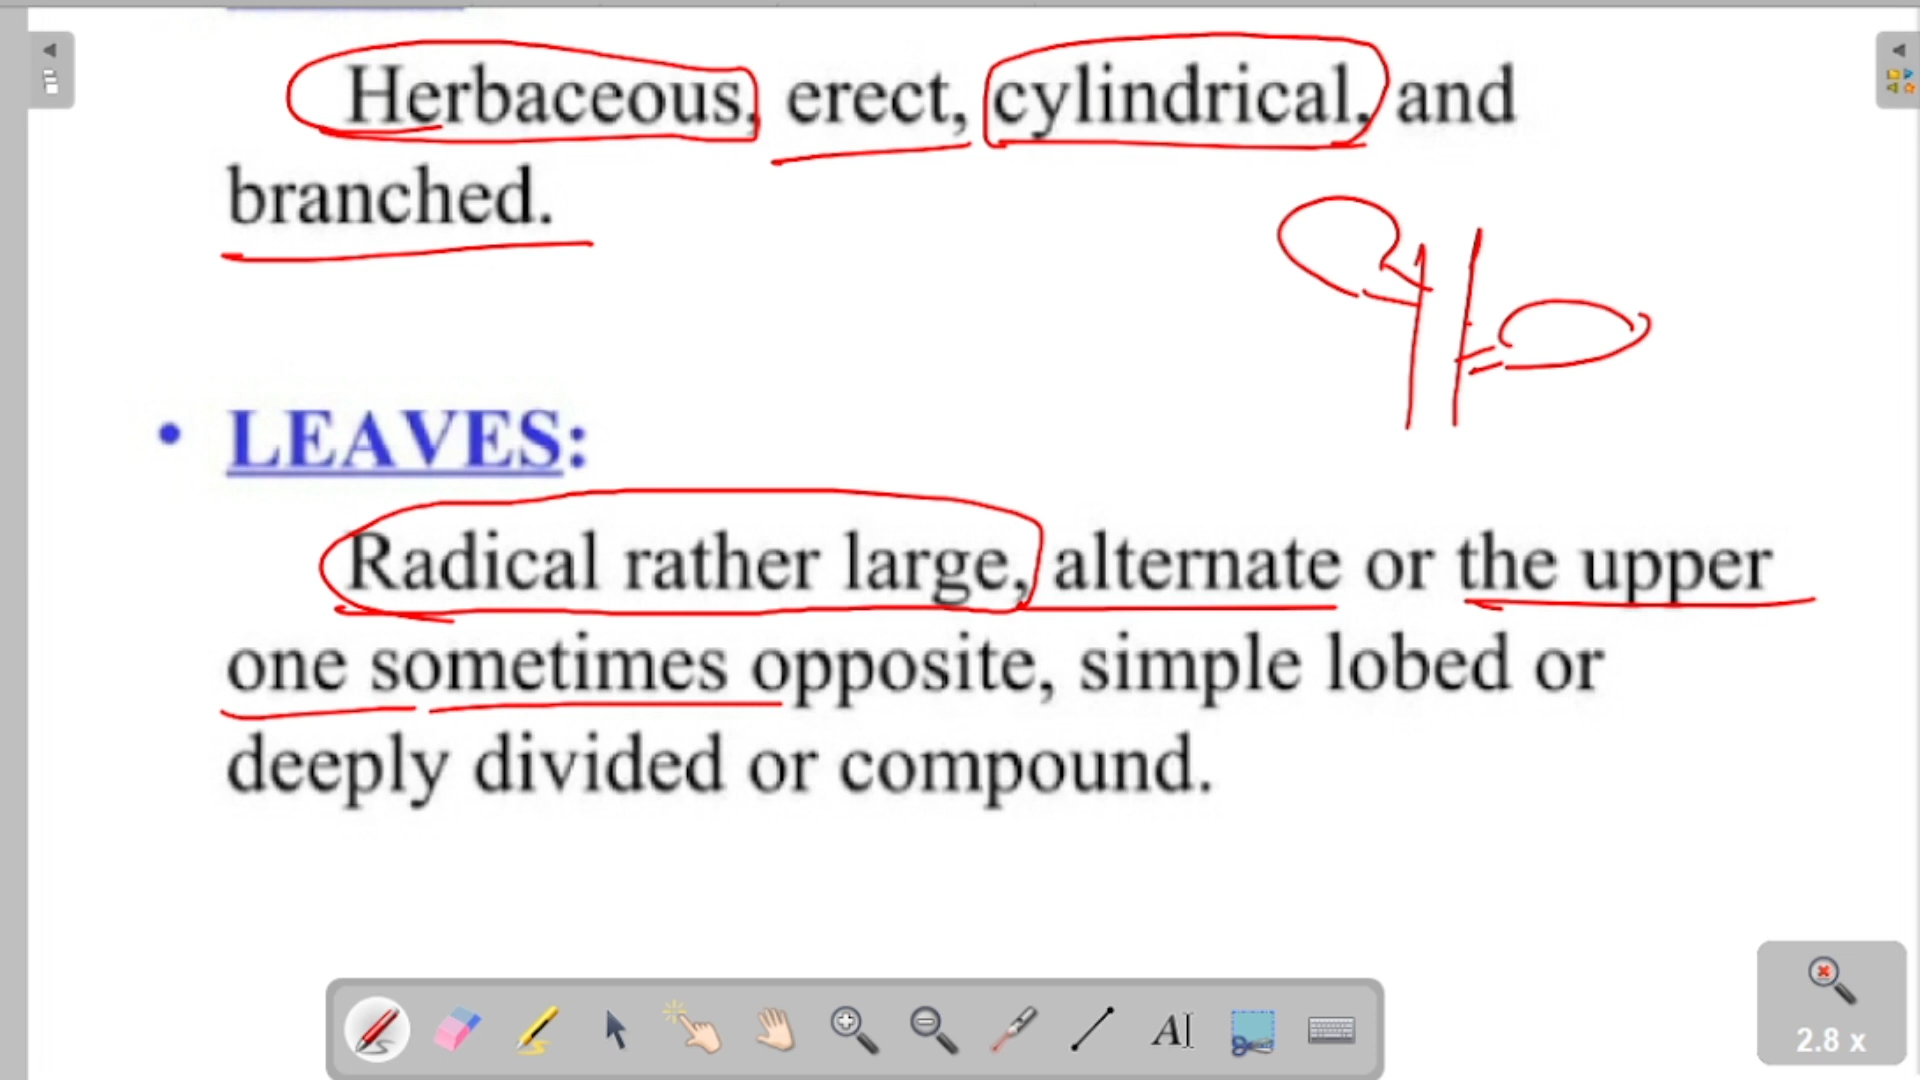 Herbaceous, erect, cylindrical, and
branched.
• LEAVES:
Radical rather large, alternate or the upper
one sometimes opposite, simple lobed or
deeply divided or compound.
A
2.8 x